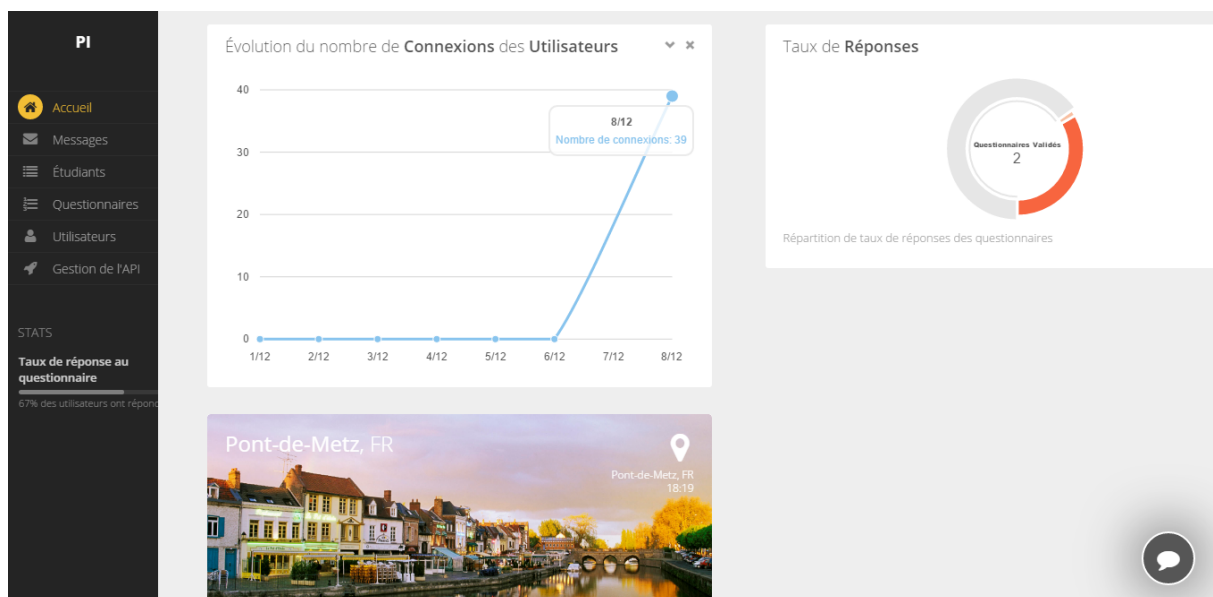 PI
Accueil
Messages
Étudiants
Questionnaires
Utilisateurs
Gestion de l'API
STATS
Taux de réponse au
questionnaire
67% des utilisateurs ont répond
Évolution du nombre de Connexions des Utilisateurs
40
30
20
10
0
8/12
Nombre de connexions: 39
1/12 2/12 3/12 4/12 5/12 6/12 7/12 8/12
Pont-de-Metz, FR
Pont-de-Metz, FR
18:19
Taux de Réponses
Questionnaires Validés
2
Répartition de taux de réponses des questionnaires